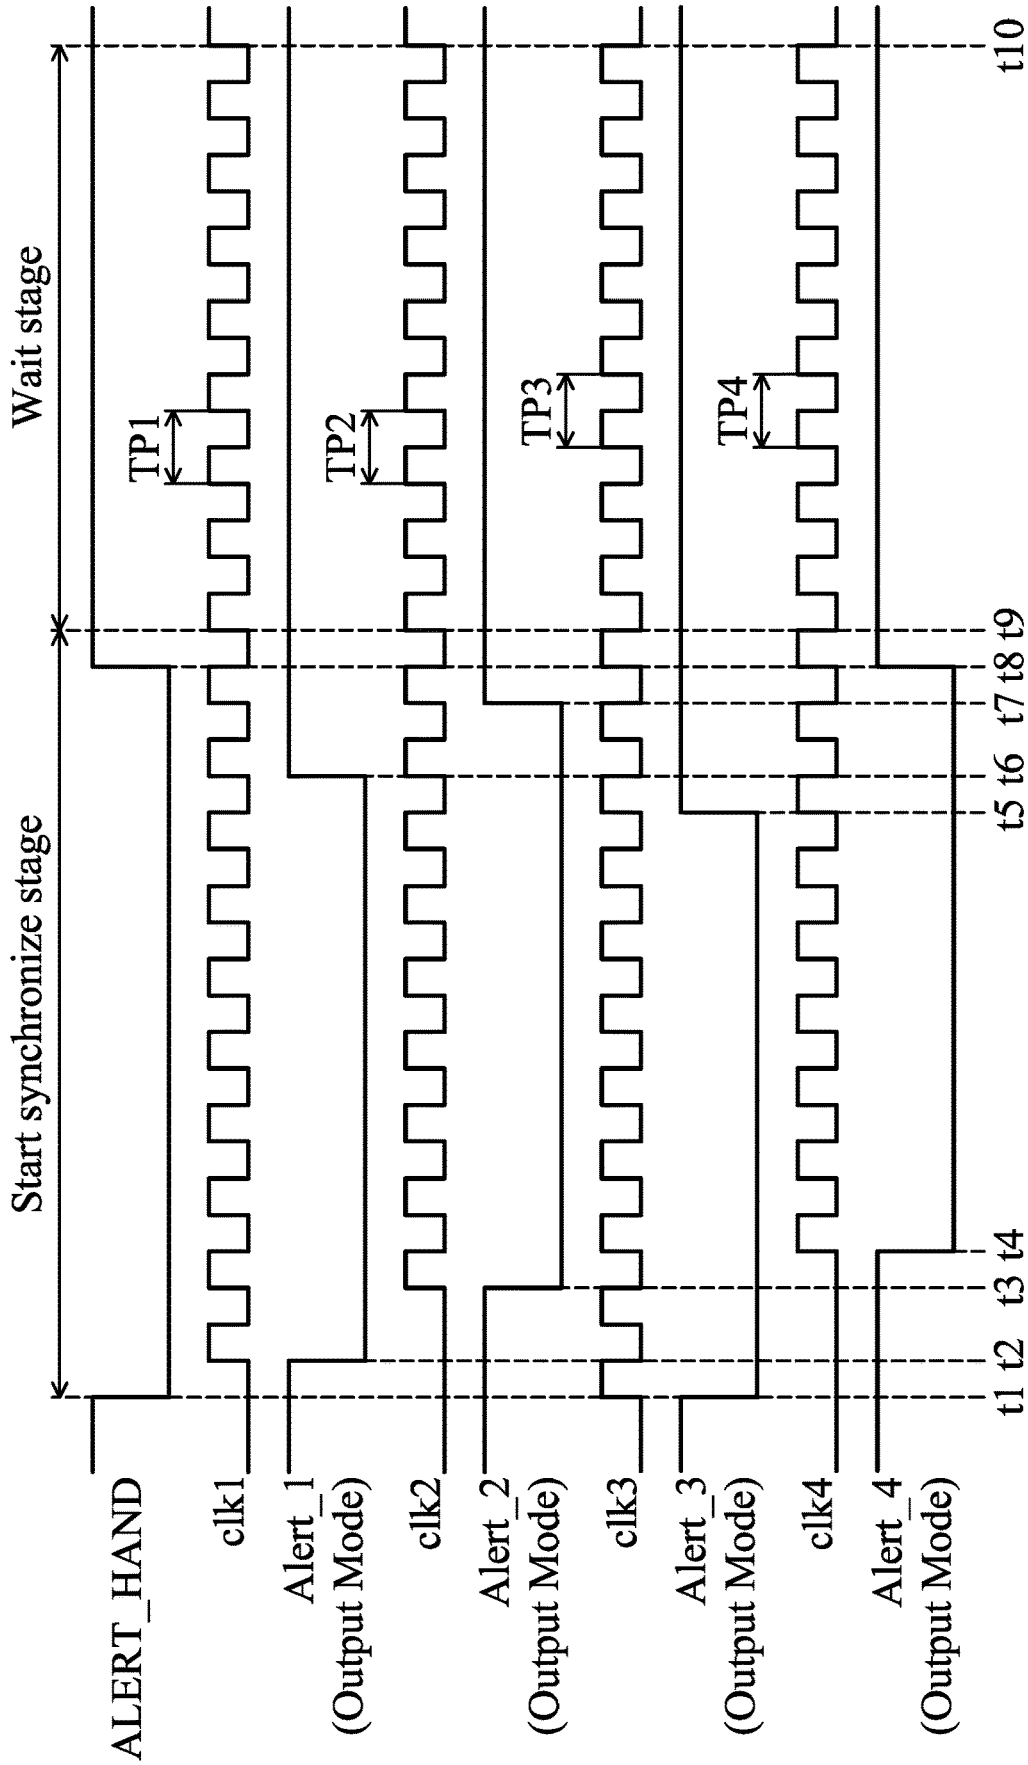 Start synchronize stage
Wait stage
ALERT_HAND
TP1
clk1
Alert_1
(Output Mode)
TP2
clk2
Alert_2
(Output Mode)
TP3
clk3
Alert_3
(Output Mode)
TP4
clk4
Alert_4
(Output Mode)
t1 t2 t3 t4 t5 t6 t7 t8 t9 t10